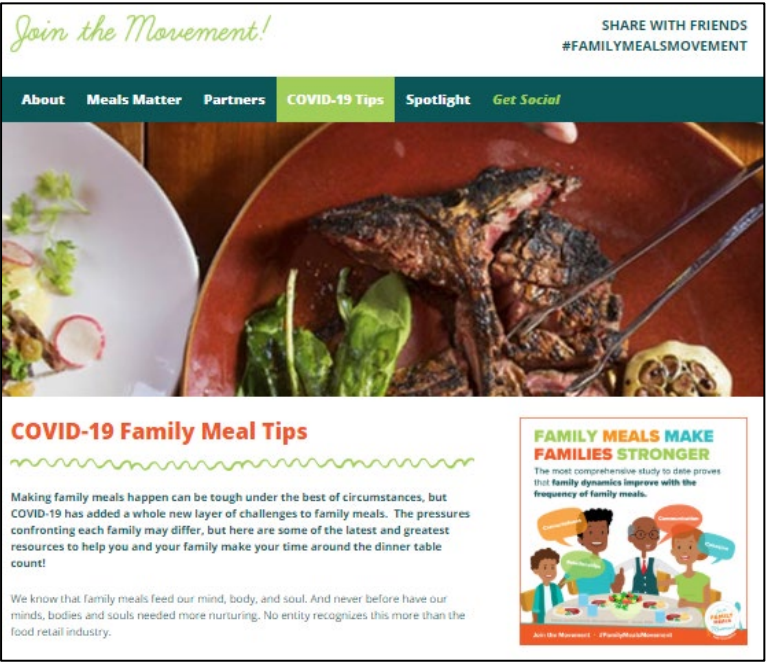 Join the Movement!
SHARE WITH FRIENDS
#FAMILYMEALSMOVEMENT
About Meals Matter Partners COVID-19 Tips Spotlight Get Social
COVID-19 Family Meal Tips
Making family meals happen can be tough under the best of circumstances, but
COVID-19 has added a whole new layer of challenges to family meals. The pressures
confronting each family may differ, but here are some of the latest and greatest
resources to help you and your family make your time around the dinner table
count!
We know that family meals feed our mind, body, and soul. And never before have our
minds, bodies and souls needed more nurturing. No entity recognizes this more than the
food retail industry.
FAMILY MEALS MAKE
FAMILIES STRONGER
The most comprehensive study to date proves
that family dynamics improve with the
frequency of family meals.
Communication
Join the Movement - #FamilyMealsMovement
FAMILY
MEALS